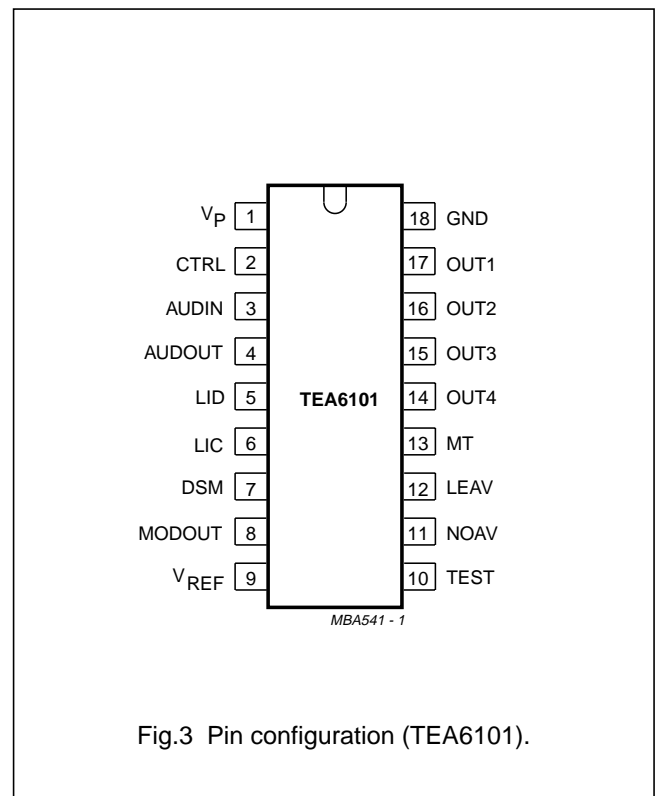 VP 1 18 GND
CTRL 2 17 OUT1
AUDIN 3 16 OUT2
AUDOUT 4 15 OUT3
LID 5 TEA6101 14 OUT4
LIC 6 13 MT
DSM 7 12 LEAV
MODOUT 8 11 NOAV
VREF 9 10 TEST
MBA541 - 1
Fig.3 Pin configuration (TEA6101).